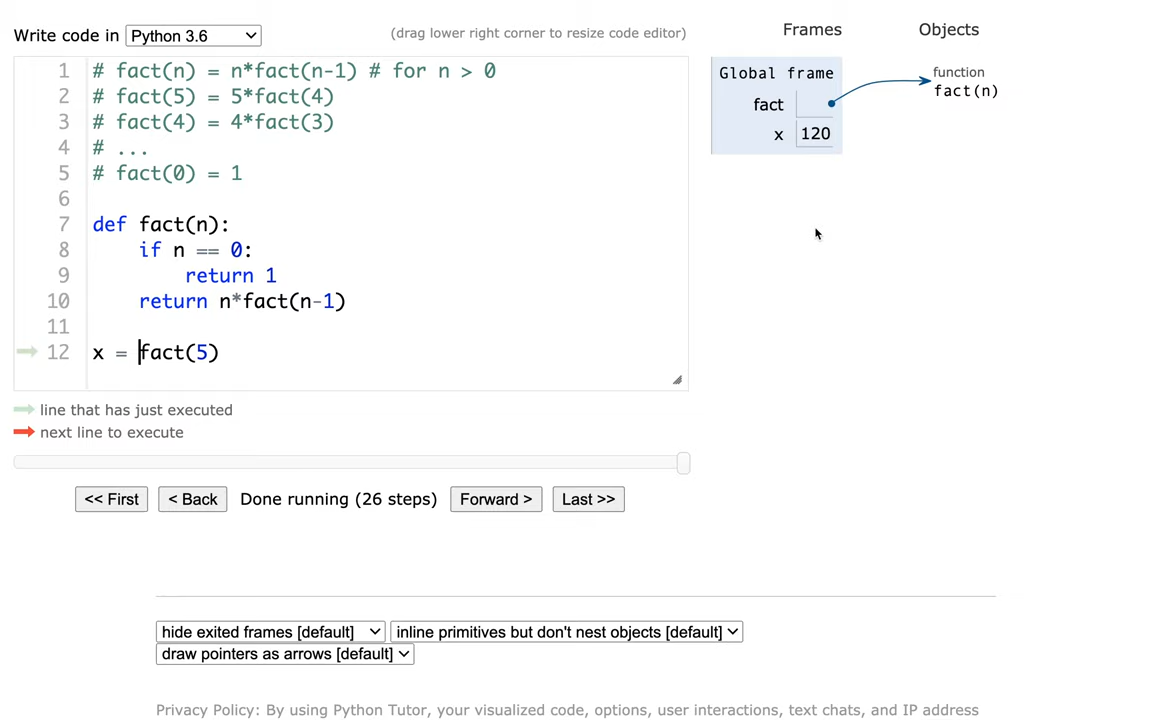 Write code in Python 3.6
(drag lower right corner to resize code editor)
1 # fact(n) = n*fact(n-1) # for n > 0
2 # fact(5) = 5*fact(4)
3 # fact(4) = 4*fact(3)
4 # ...
5 # fact(0) = 1
6
7 def fact(n):
8     if n == 0:
9         return 1
10     return n*fact(n-1)
11
12 x = fact(5)
line that has just executed
next line to execute
<< First < Back Done running (26 steps) Forward > Last >>
Frames Objects
Global frame
fact
x 120
function
fact(n)
hide exited frames [default] inline primitives but don't nest objects [default]
draw pointers as arrows [default]
Privacy Policy: By using Python Tutor, your visualized code, options, user interactions, text chats, and IP address